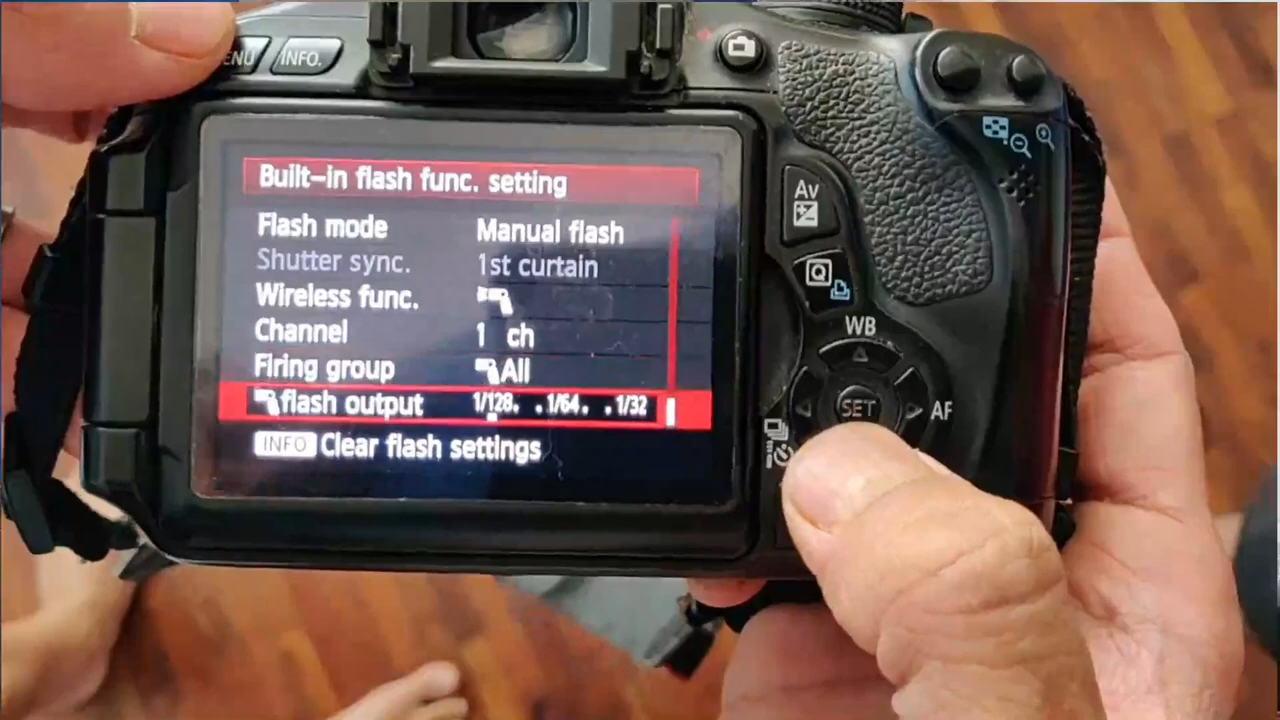 ENU INFO.
Built-in flash func. setting
Flash mode Manual flash
Shutter sync. 1st curtain
Wireless func.
Channel 1 ch
Firing group All
flash output 1/128. . 1/64. . 1/32
INFO Clear flash settings
Av
Q
WB
SET
AF